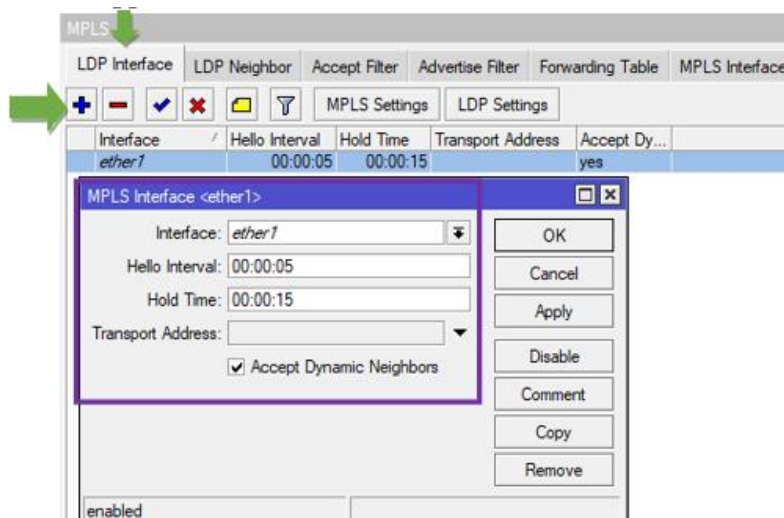 MPLS
LDP Interface LDP Neighbor Accept Filter Advertise Filter Forwarding Table MPLS Interface
MPLS Settings LDP Settings
Interface Hello Interval Hold Time Transport Address Accept Dy...
ether1 00:00:05 00:00:15 yes
MPLS Interface <ether1>
Interface: ether1
OK
Hello Interval: 00:00:05
Cancel
Hold Time: 00:00:15
Apply
Transport Address:
Accept Dynamic Neighbors
Disable
Comment
Copy
Remove
enabled